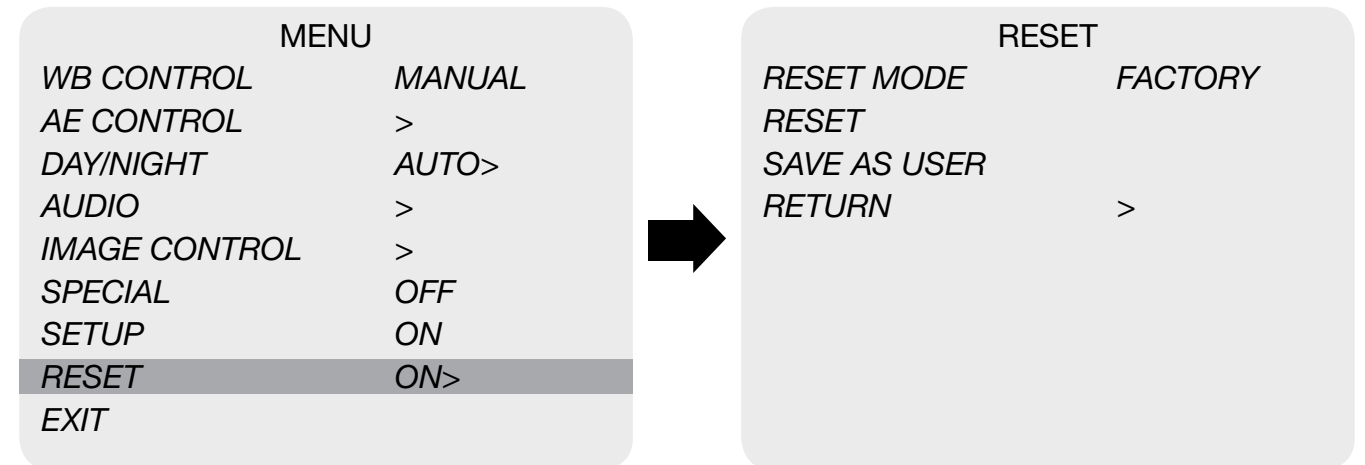 MENU
WB CONTROL MANUAL
AE CONTROL >
DAY/NIGHT AUTO>
AUDIO >
IMAGE CONTROL >
SPECIAL OFF
SETUP ON
RESET ON>
EXIT
RESET
RESET MODE FACTORY
RESET
SAVE AS USER
RETURN >